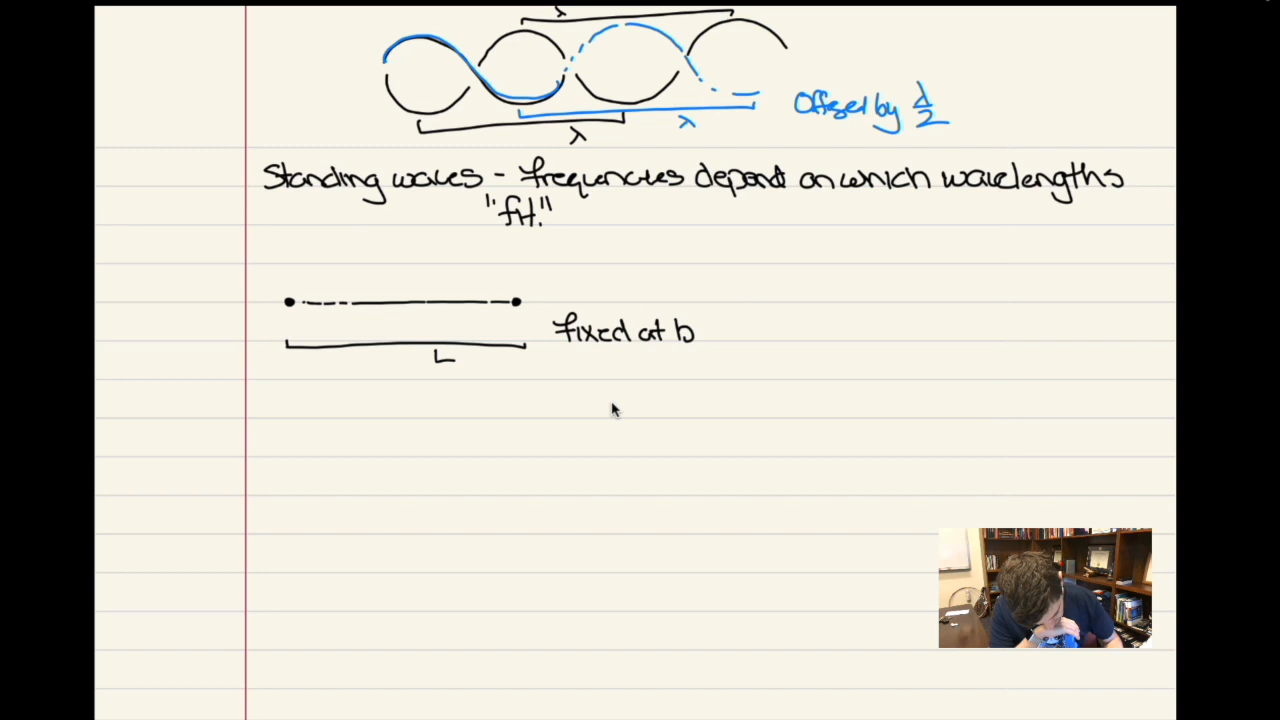 λ
Offset by λ/2
λ
λ
Standing waves - frequencies depend on which wavelengths
"fit."
fixed at b
L